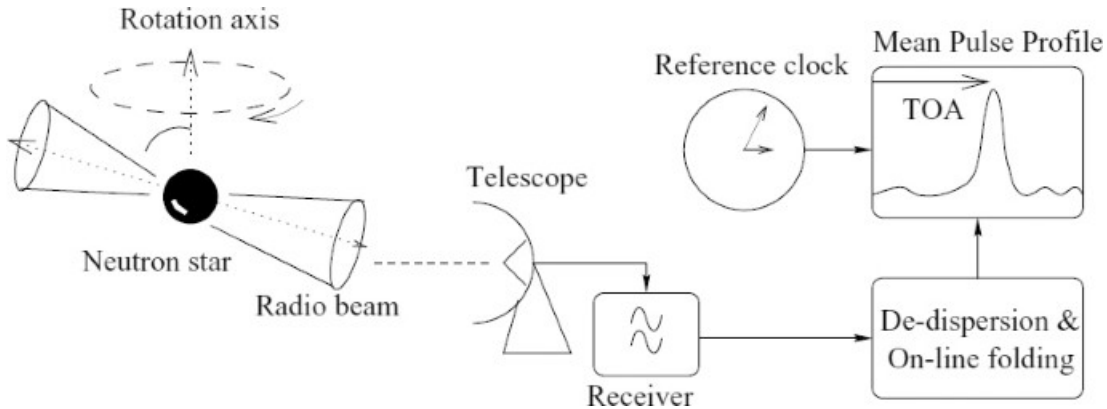 Rotation axis
Neutron star
Radio beam
Telescope
Receiver
Reference clock
Mean Pulse Profile
TOA
De-dispersion &
On-line folding